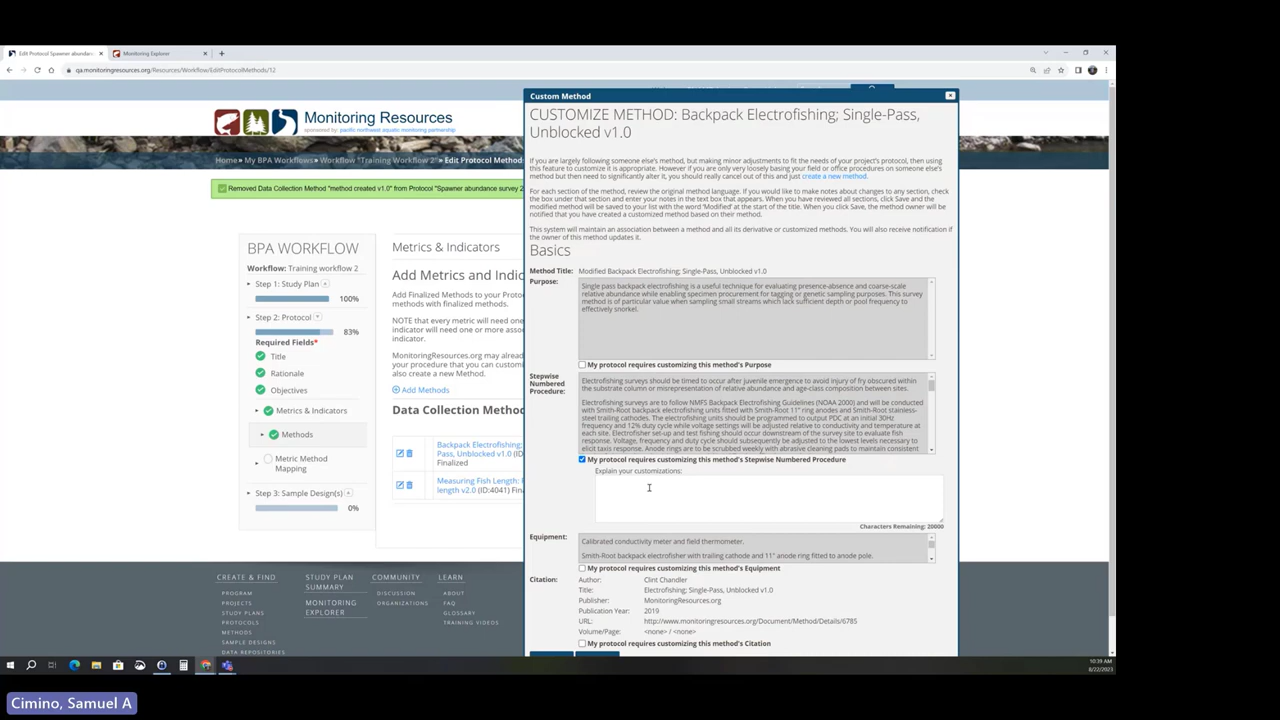 Edit Protocol Spawner abundan
Monitoring Explorer
qa.monitoringresources.org/Resources/Workflow/EditProtocolMethods/12
Monitoring Resources
sponsored by: pacific northwest aquatic monitoring partnership
Home » My BPA Workflows » Workflow "Training Workflow 2" » Edit Protocol Method
Removed Data Collection Method "method created v1.0" from Protocol "Spawner abundance survey 2
BPA WORKFLOW
Workflow: Training workflow 2
Step 1: Study Plan
100%
Step 2: Protocol
83%
Required Fields*
Title
Rationale
Objectives
Metrics & Indicators
Methods
Metric Method
Mapping
Step 3: Sample Design(s)
0%
Metrics & Indicators
Add Metrics and Indic
Add Finalized Methods to your Protoc
methods with finalized methods.
NOTE that every metric will need one
indicator will need one or more assoc
indicator.
MonitoringResources.org may already
your procedure that you can customi
also create a new Method.
Add Methods
Data Collection Method
Backpack Electrofishing;
Pass, Unblocked v1.0 (ID
Finalized
Measuring Fish Length: F
length v2.0 (ID:4041) Fina
Custom Method
CUSTOMIZE METHOD: Backpack Electrofishing; Single-Pass,
Unblocked v1.0
If you are largely following someone else's method, but making minor adjustments to fit the needs of your project's protocol, then using
this feature to customize it is appropriate. However if you are only very loosely basing your field or office procedures on someone else's
method but then need to significantly alter it, you should really cancel out of this and just create a new method.
For each section of the method, review the original method language. If you would like to make notes about changes to any section, check
the box under that section and enter your notes in the text box that appears. When you have reviewed all sections, click Save and the
modified method will be saved to your list with the word 'Modified' at the start of the title. When you click Save, the method owner will be
notified that you have created a customized method based on their method.
This system will maintain an association between a method and all its derivative or customized methods. You will also receive notification if
the owner of this method updates it.
Basics
Method Title: Modified Backpack Electrofishing; Single-Pass, Unblocked v1.0
Purpose:
Single pass backpack electrofishing is a useful technique for evaluating presence-absence and coarse-scale
relative abundance while enabling specimen procurement for tagging or genetic sampling purposes. This survey
method is of particular value when sampling small streams which lack sufficient depth or pool frequency to
effectively snorkel.
My protocol requires customizing this method's Purpose
Stepwise
Numbered
Procedure:
Electrofishing surveys should be timed to occur after juvenile emergence to avoid injury of fry obscured within
the substrate column or misrepresentation of relative abundance and age-class composition between sites.
Electrofishing surveys are to follow NMFS Backpack Electrofishing Guidelines (NOAA 2000) and will be conducted
with Smith-Root backpack electrofishing units fitted with Smith-Root 11" ring anodes and Smith-Root stainless-
steel trailing cathodes. The electrofishing units should be programmed to output PDC at an initial 30Hz
frequency and 12% duty cycle while voltage settings will be adjusted relative to conductivity and temperature at
each site. Electrofisher set-up and test fishing should occur downstream of the survey site to evaluate fish
response. Voltage, frequency and duty cycle should subsequently be adjusted to the lowest levels necessary to
elicit taxis response. Anode rings are to be scrubbed weekly with abrasive cleaning pads to maintain consistent
My protocol requires customizing this method's Stepwise Numbered Procedure
Explain your customizations:
Characters Remaining: 20000
Equipment:
Calibrated conductivity meter and field thermometer.
Smith-Root backpack electrofisher with trailing cathode and 11" anode ring fitted to anode pole.
My protocol requires customizing this method's Equipment
Citation:
Author: Clint Chandler
Title: Electrofishing; Single-Pass, Unblocked v1.0
Publisher: MonitoringResources.org
Publication Year: 2019
URL: http://www.monitoringresources.org/Document/Method/Details/6785
Volume/Page: <none> / <none>
My protocol requires customizing this method's Citation
CREATE & FIND
PROGRAM
PROJECTS
STUDY PLANS
PROTOCOLS
METHODS
SAMPLE DESIGNS
DATA REPOSITORIES
STUDY PLAN
SUMMARY
MONITORING
EXPLORER
COMMUNITY
DISCUSSION
ORGANIZATIONS
LEARN
ABOUT
FAQ
GLOSSARY
TRAINING VIDEOS
10:39 AM
8/22/2023
Cimino, Samuel A